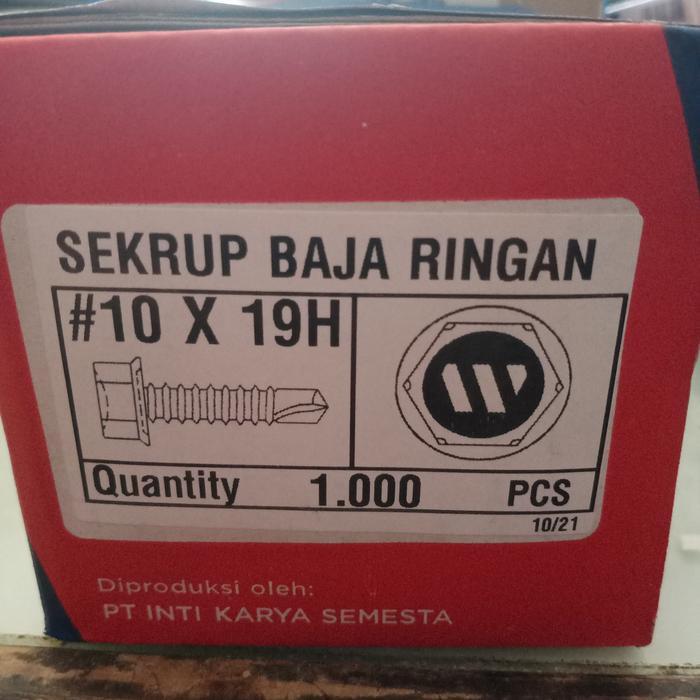 SEKRUP BAJA RINGAN
#10 X 19H
W
Quantity 1.000 PCS
10/21
Diproduksi oleh:
PT INTI KARYA SEMESTA